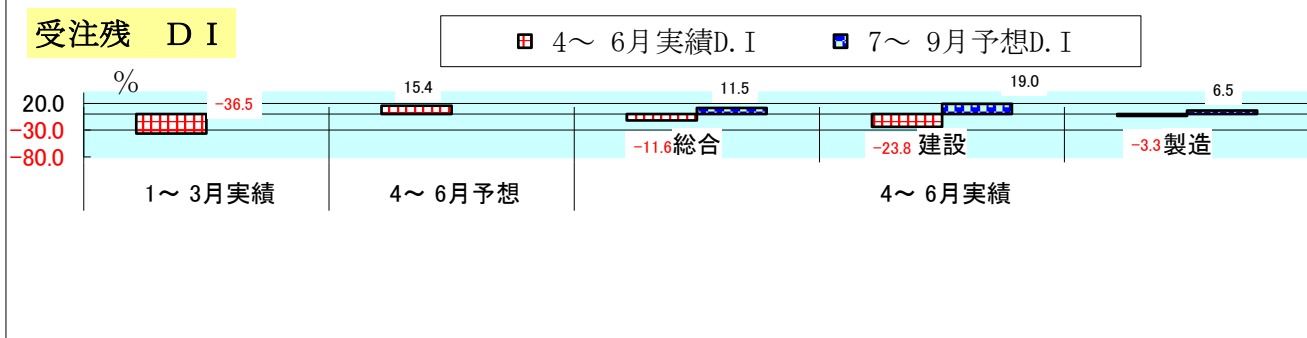 受注残　ＤＩ
4～ 6月実績D.I
7～ 9月予想D.I
%
20.0
-30.0
-80.0
-36.5
15.4
11.5
19.0
6.5
-11.6 総合
-23.8 建設
-3.3 製造
1～ 3月実績
4～ 6月予想
4～ 6月実績